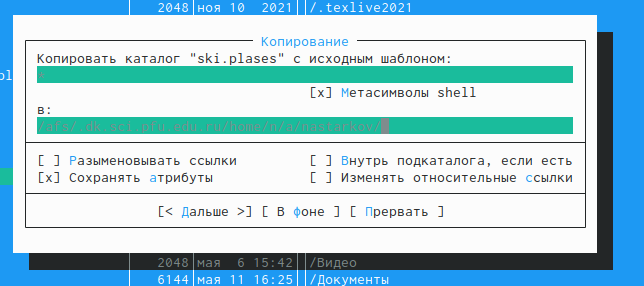 2048 ноя 10 2021 /.texlive2021
Копирование
Копировать каталог "ski.plases" с исходным шаблоном:
*
[x] Метасимволы shell
в:
[ ] Разыменовывать ссылки [ ] Внутрь подкаталога, если есть
[x] Сохранять атрибуты [ ] Изменять относительные ссылки
[< Дальше >] [ В фоне ] [ Прервать ]
2048 мая 6 15:42 /Видео
6144 мая 11 16:25 /Документы